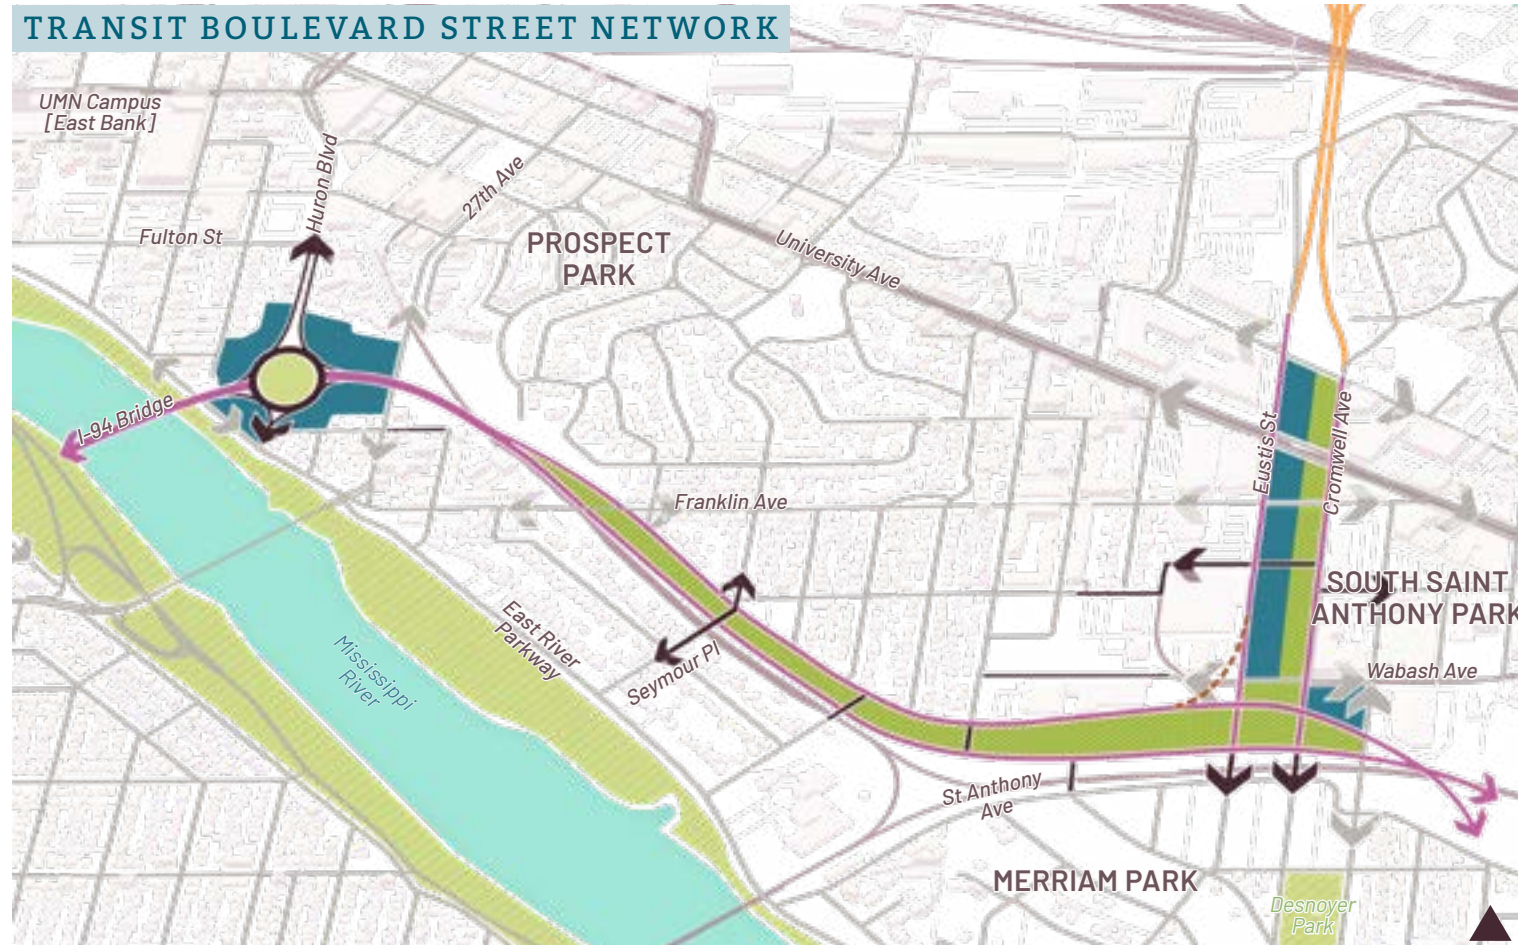 TRANSIT BOULEVARD STREET NETWORK
UMN Campus
[East Bank]
Huron Blvd
27th Ave
Fulton St
PROSPECT
PARK
University Ave
I-94 Bridge
Eustis St
Cromwell Ave
Franklin Ave
SOUTH SAINT
ANTHONY PARK
East River
Parkway
Mississippi
River
Seymour Pl
Wabash Ave
St Anthony
Ave
MERRIAM PARK
Desnoyer
Park